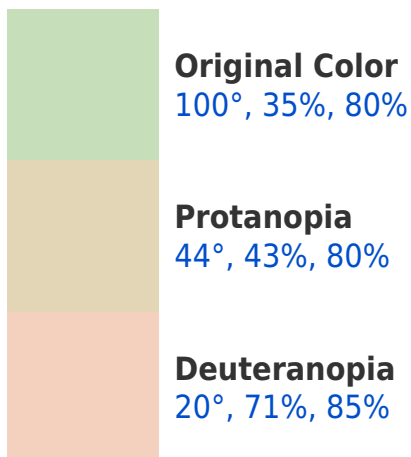 Original Color
100°, 35%, 80%
Protanopia
44°, 43%, 80%
Deuteranopia
20°, 71%, 85%